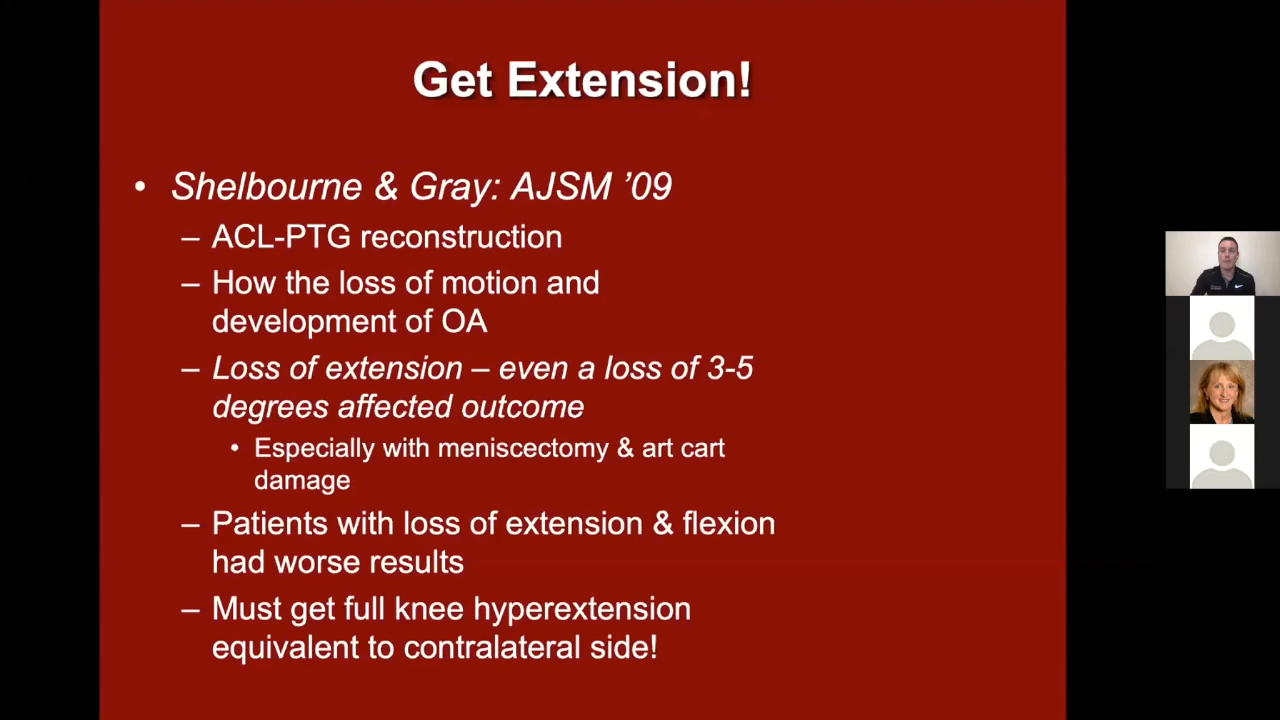 Get Extension!
• Shelbourne & Gray: AJSM ’09
– ACL-PTG reconstruction
– How the loss of motion and
development of OA
– Loss of extension – even a loss of 3-5
degrees affected outcome
• Especially with meniscectomy & art cart
damage
– Patients with loss of extension & flexion
had worse results
– Must get full knee hyperextension
equivalent to contralateral side!